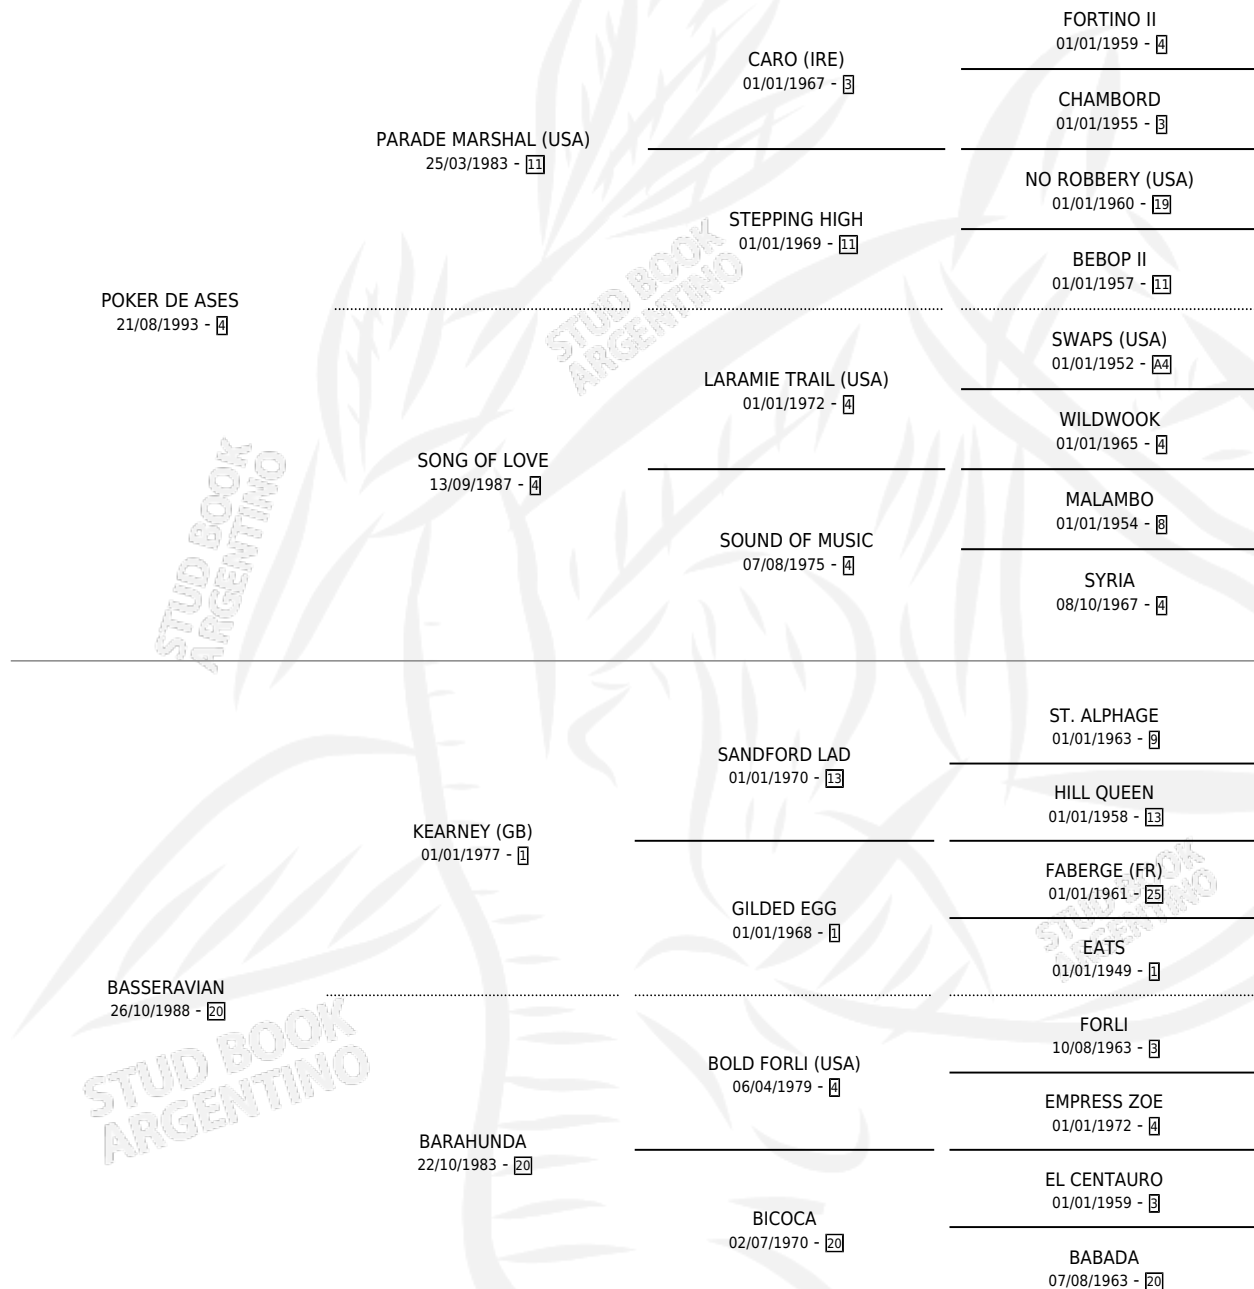 FORTINO II
01/01/1959 - 4
CARO (IRE)
01/01/1967 - 3
CHAMBORD
01/01/1955 - 3
PARADE MARSHAL (USA)
25/03/1983 - 11
NO ROBBERY (USA)
01/01/1960 - 19
STEPPING HIGH
01/01/1969 - 11
BEBOP II
01/01/1957 - 11
POKER DE ASES
21/08/1993 - 4
SWAPS (USA)
01/01/1952 - A4
LARAMIE TRAIL (USA)
01/01/1972 - 4
WILDWOOK
01/01/1965 - 4
SONG OF LOVE
13/09/1987 - 4
MALAMBO
01/01/1954 - 8
SOUND OF MUSIC
07/08/1975 - 4
SYRIA
08/10/1967 - 4
STUD BOOK
ARGENTINO
STUD BOOK
ARGENTINO
ST. ALPHAGE
01/01/1963 - 9
SANDFORD LAD
01/01/1970 - 13
HILL QUEEN
01/01/1958 - 13
KEARNEY (GB)
01/01/1977 - 1
FABERGE (FR)
01/01/1961 - 25
GILDED EGG
01/01/1968 - 1
EATS
01/01/1949 - 1
BASSERAVIAN
26/10/1988 - 20
FORLI
10/08/1963 - 3
BOLD FORLI (USA)
06/04/1979 - 4
EMPRESS ZOE
01/01/1972 - 4
BARAHUNDA
22/10/1983 - 20
EL CENTAURO
01/01/1959 - 3
BICOCA
02/07/1970 - 20
BABADA
07/08/1963 - 20
STUD BOOK
ARGENTINO
STUD BOOK
ARGENTINO